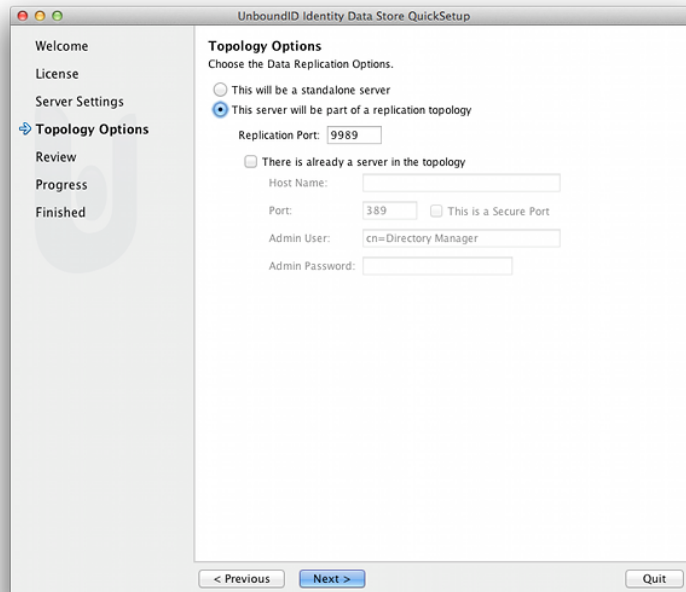 UnboundID Identity Data Store QuickSetup
Welcome
License
Server Settings
Topology Options
Review
Progress
Finished
Topology Options
Choose the Data Replication Options.
This will be a standalone server
This server will be part of a replication topology
Replication Port: 9989
There is already a server in the topology
Host Name:
Port: 389 This is a Secure Port
Admin User: cn=Directory Manager
Admin Password:
< Previous Next > Quit